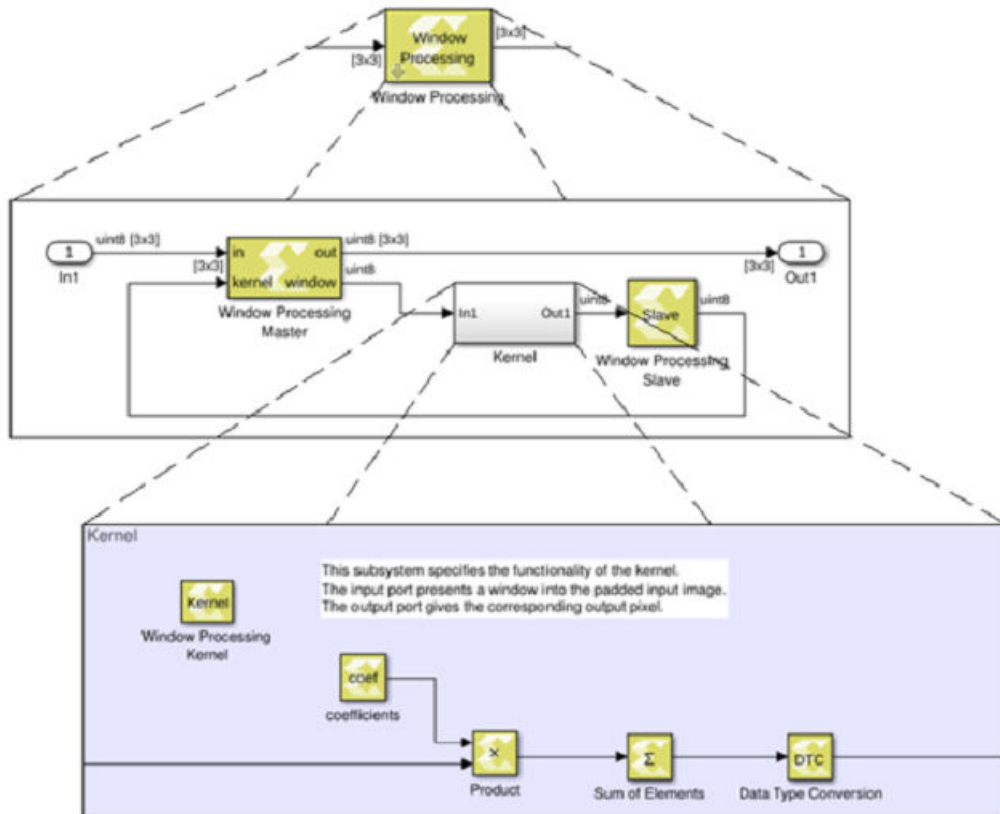 Window
Processing
[3x3]
[3x3]
Window Processing
1
In1
uint8 [3x3]
[3x3]
in
out
kernel
window
Window Processing
Master
uint8 [3x3]
uint8
In1
Out1
Kernel
uint8
Slave
Window Processing
Slave
uint8
[3x3]
1
Out1
Kernel
Kernel
Window Processing
Kernel
This subsystem specifies the functionality of the kernel.
The input port presents a window into the padded input image.
The output port gives the corresponding output pixel.
coef
coefficients
×
Product
Σ
Sum of Elements
DTC
Data Type Conversion